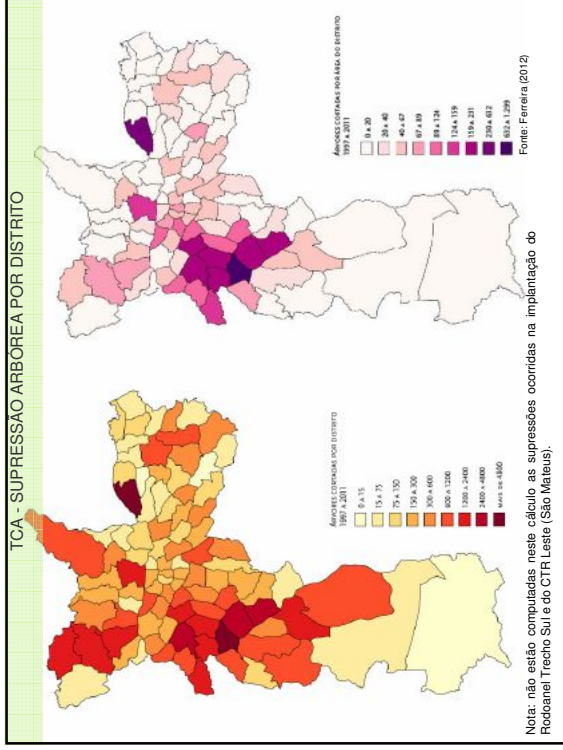 TCA - SUPRESSÃO ARBÓREA POR DISTRITO
ÁRVORES CORTADAS POR DISTRITO
1997 A 2011
0 A 15
15 A 75
75 A 150
150 A 300
300 A 600
600 A 1200
1200 A 2400
2400 A 4800
MAIS DE 4800
ÁRVORES CORTADAS POR ÁREA DO DISTRITO
1997 A 2011
0 A 20
20 A 40
40 A 67
67 A 89
89 A 124
124 A 159
159 A 231
230 A 632
632 A 1.299
Fonte: Ferreira (2012)
Nota: não estão computadas neste cálculo as supressões ocorridas na implantação do
Rodoanel Trecho Sul e do CTR Leste (São Mateus).